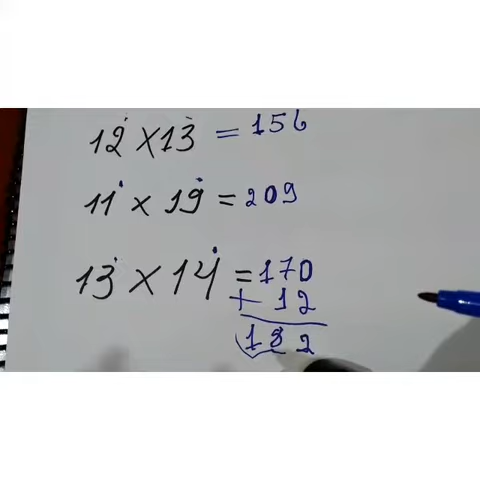 12 x 13 = 156
11 x 19 = 209
13 x 14 = 170
+ 12
182